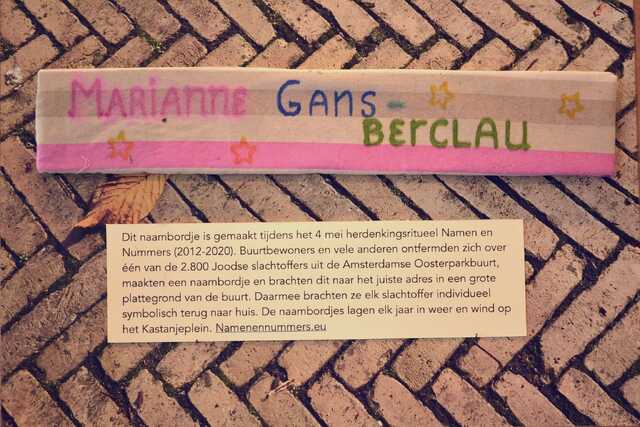 Marianne Gans-
Berclau
Dit naambordje is gemaakt tijdens het 4 mei herdenkingsritueel Namen en
Nummers (2012-2020). Buurtbewoners en vele anderen ontfermden zich over
één van de 2.800 Joodse slachtoffers uit de Amsterdamse Oosterparkbuurt,
maakten een naambordje en brachten dit naar het juiste adres in een grote
plattegrond van de buurt. Daarmee brachten ze elk slachtoffer individueel
symbolisch terug naar huis. De naambordjes lagen elk jaar in weer en wind op
het Kastanjeplein. Namenennummers.eu